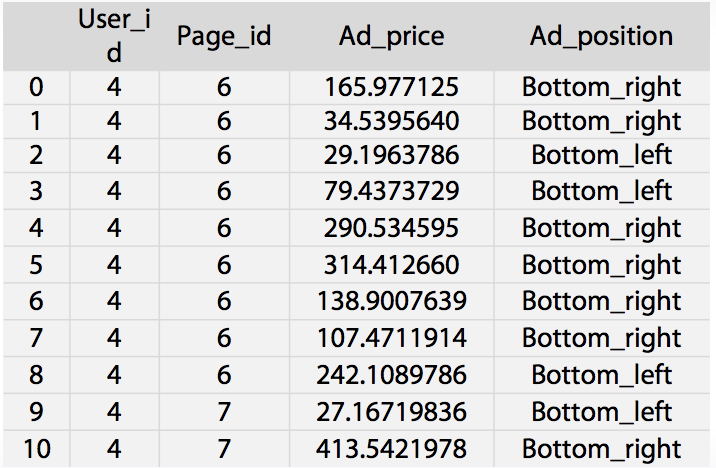 User_id Page_id Ad_price Ad_position
0 4 6 165.977125 Bottom_right
1 4 6 34.5395640 Bottom_right
2 4 6 29.1963786 Bottom_left
3 4 6 79.4373729 Bottom_left
4 4 6 290.534595 Bottom_right
5 4 6 314.412660 Bottom_right
6 4 6 138.9007639 Bottom_right
7 4 6 107.4711914 Bottom_right
8 4 6 242.1089786 Bottom_left
9 4 7 27.16719836 Bottom_left
10 4 7 413.5421978 Bottom_right